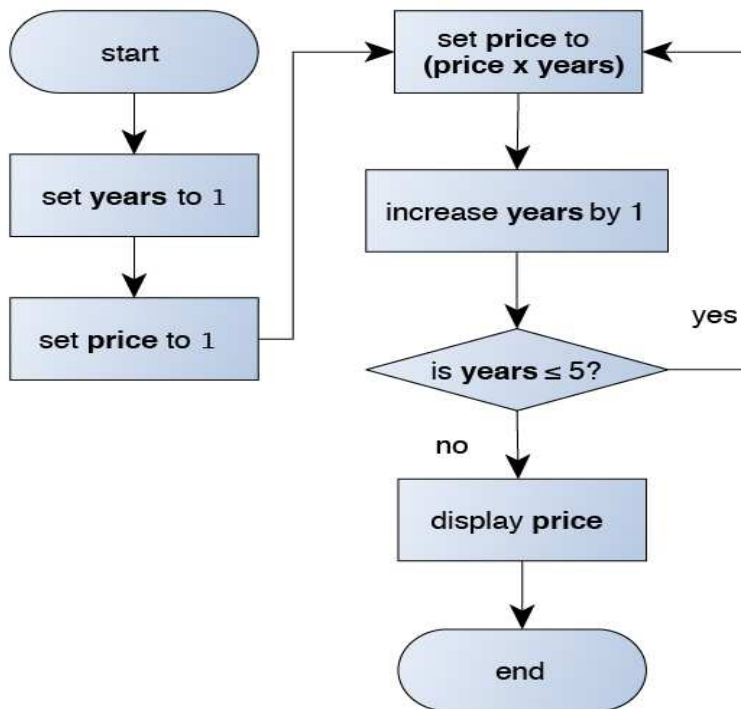 start
set years to 1
set price to 1
set price to
(price x years)
increase years by 1
is years ≤ 5?
yes
no
display price
end